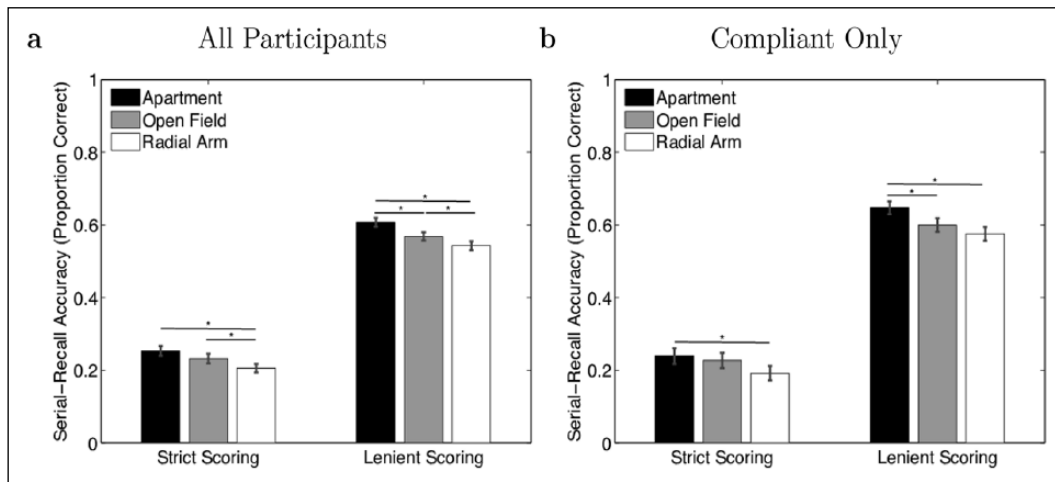 a All Participants
Serial-Recall Accuracy (Proportion Correct)
1
0.8
0.6
0.4
0.2
0
Apartment
Open Field
Radial Arm
*
*
*
*
*
Strict Scoring
Lenient Scoring
b Compliant Only
Serial-Recall Accuracy (Proportion Correct)
1
0.8
0.6
0.4
0.2
0
Apartment
Open Field
Radial Arm
*
*
*
Strict Scoring
Lenient Scoring